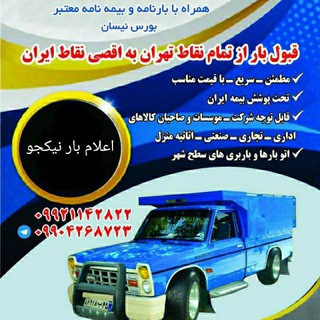 همراه با بارنامه و بیمه نامه معتبر
بورس نیسان
قبول بار از تمام نقاط تهران به اقصی نقاط ایران
مطمئن ـ سریع ـ با قیمت مناسب
تحت پوشش بیمه ایران
قابل توجه شرکت ـ موسسات و صاحبان کالاهای
اداری ـ تجاری ـ صنعتی ـ اثاثیه منزل
اتو بارها و باربری های سطح شهر
اعلام بار نیکجو
۰۹۹۲۱۱۴۲۸۲۲
۰۹۹۰۴۲۶۸۷۲۳